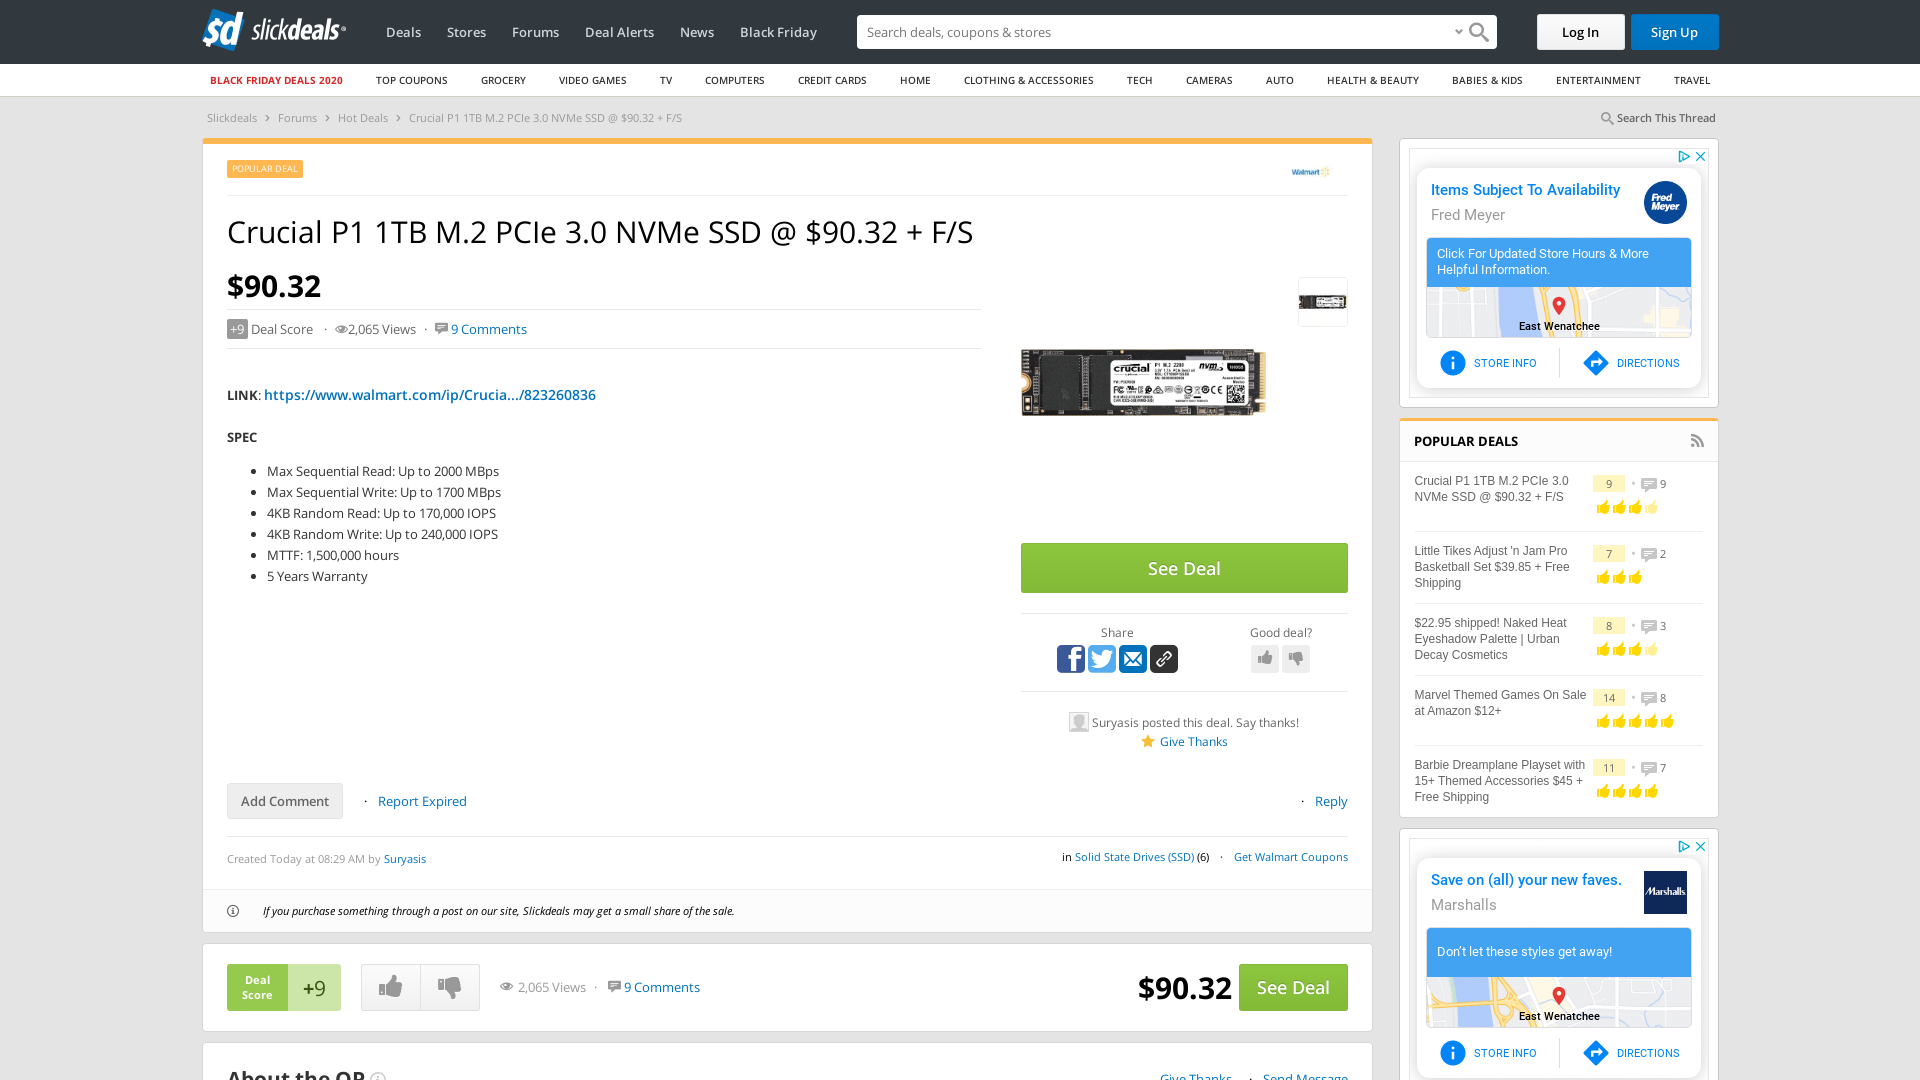 slickdeals
Deals
Stores
Forums
Deal Alerts
News
Black Friday
Search deals, coupons & stores
Log In
Sign Up
BLACK FRIDAY DEALS 2020
TOP COUPONS
GROCERY
VIDEO GAMES
TV
COMPUTERS
CREDIT CARDS
HOME
CLOTHING & ACCESSORIES
TECH
CAMERAS
AUTO
HEALTH & BEAUTY
BABIES & KIDS
ENTERTAINMENT
TRAVEL
Slickdeals > Forums > Hot Deals > Crucial P1 1TB M.2 PCIe 3.0 NVMe SSD @ $90.32 + F/S
Search This Thread
POPULAR DEAL
Walmart
Crucial P1 1TB M.2 PCIe 3.0 NVMe SSD @ $90.32 + F/S
$90.32
+9 Deal Score · 2,065 Views · 9 Comments
LINK: https://www.walmart.com/ip/Crucia.../823260836
SPEC
• Max Sequential Read: Up to 2000 MBps
• Max Sequential Write: Up to 1700 MBps
• 4KB Random Read: Up to 170,000 IOPS
• 4KB Random Write: Up to 240,000 IOPS
• MTTF: 1,500,000 hours
• 5 Years Warranty
crucial
See Deal
Share
Good deal?
Suryasis posted this deal. Say thanks!
Give Thanks
Add Comment
· Report Expired
· Reply
Created Today at 08:29 AM by Suryasis
in Solid State Drives (SSD) (6) · Get Walmart Coupons
If you purchase something through a post on our site, Slickdeals may get a small share of the sale.
Deal
Score
+9
2,065 Views · 9 Comments
$90.32
See Deal
About the OP
Give Thanks · Send Message
Items Subject To Availability
Fred Meyer
Fred
Meyer
Click For Updated Store Hours & More
Helpful Information.
East Wenatchee
STORE INFO
DIRECTIONS
POPULAR DEALS
Crucial P1 1TB M.2 PCIe 3.0
NVMe SSD @ $90.32 + F/S
9 · 9
Little Tikes Adjust 'n Jam Pro
Basketball Set $39.85 + Free
Shipping
7 · 2
$22.95 shipped! Naked Heat
Eyeshadow Palette | Urban
Decay Cosmetics
8 · 3
Marvel Themed Games On Sale
at Amazon $12+
14 · 8
Barbie Dreamplane Playset with
15+ Themed Accessories $45 +
Free Shipping
11 · 7
Save on (all) your new faves.
Marshalls
Marshalls
Don't let these styles get away!
East Wenatchee
STORE INFO
DIRECTIONS